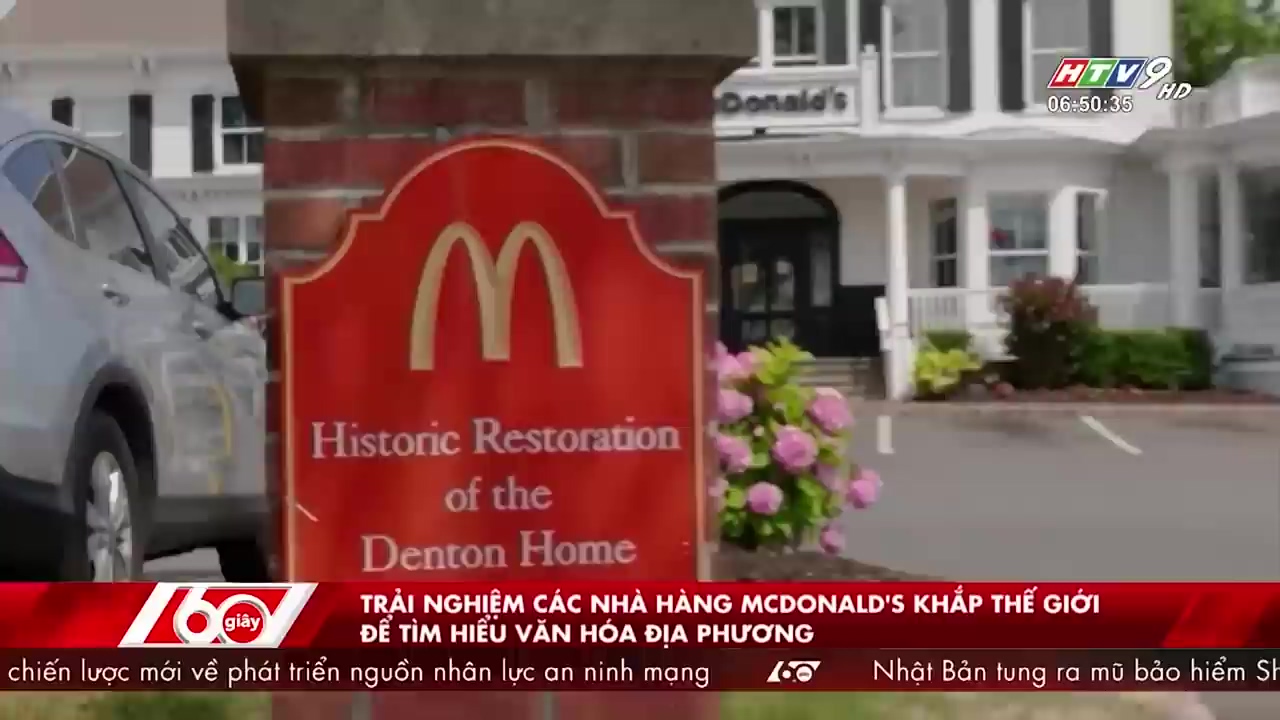 HTV9 HD
06:50:35
Donald's
Historic Restoration
of the
Denton Home
60 giây
TRẢI NGHIỆM CÁC NHÀ HÀNG MCDONALD'S KHẮP THẾ GIỚI
ĐỂ TÌM HIỂU VĂN HÓA ĐỊA PHƯƠNG
chiến lược mới về phát triển nguồn nhân lực an ninh mạng
Nhật Bản tung ra mũ bảo hiểm Sh